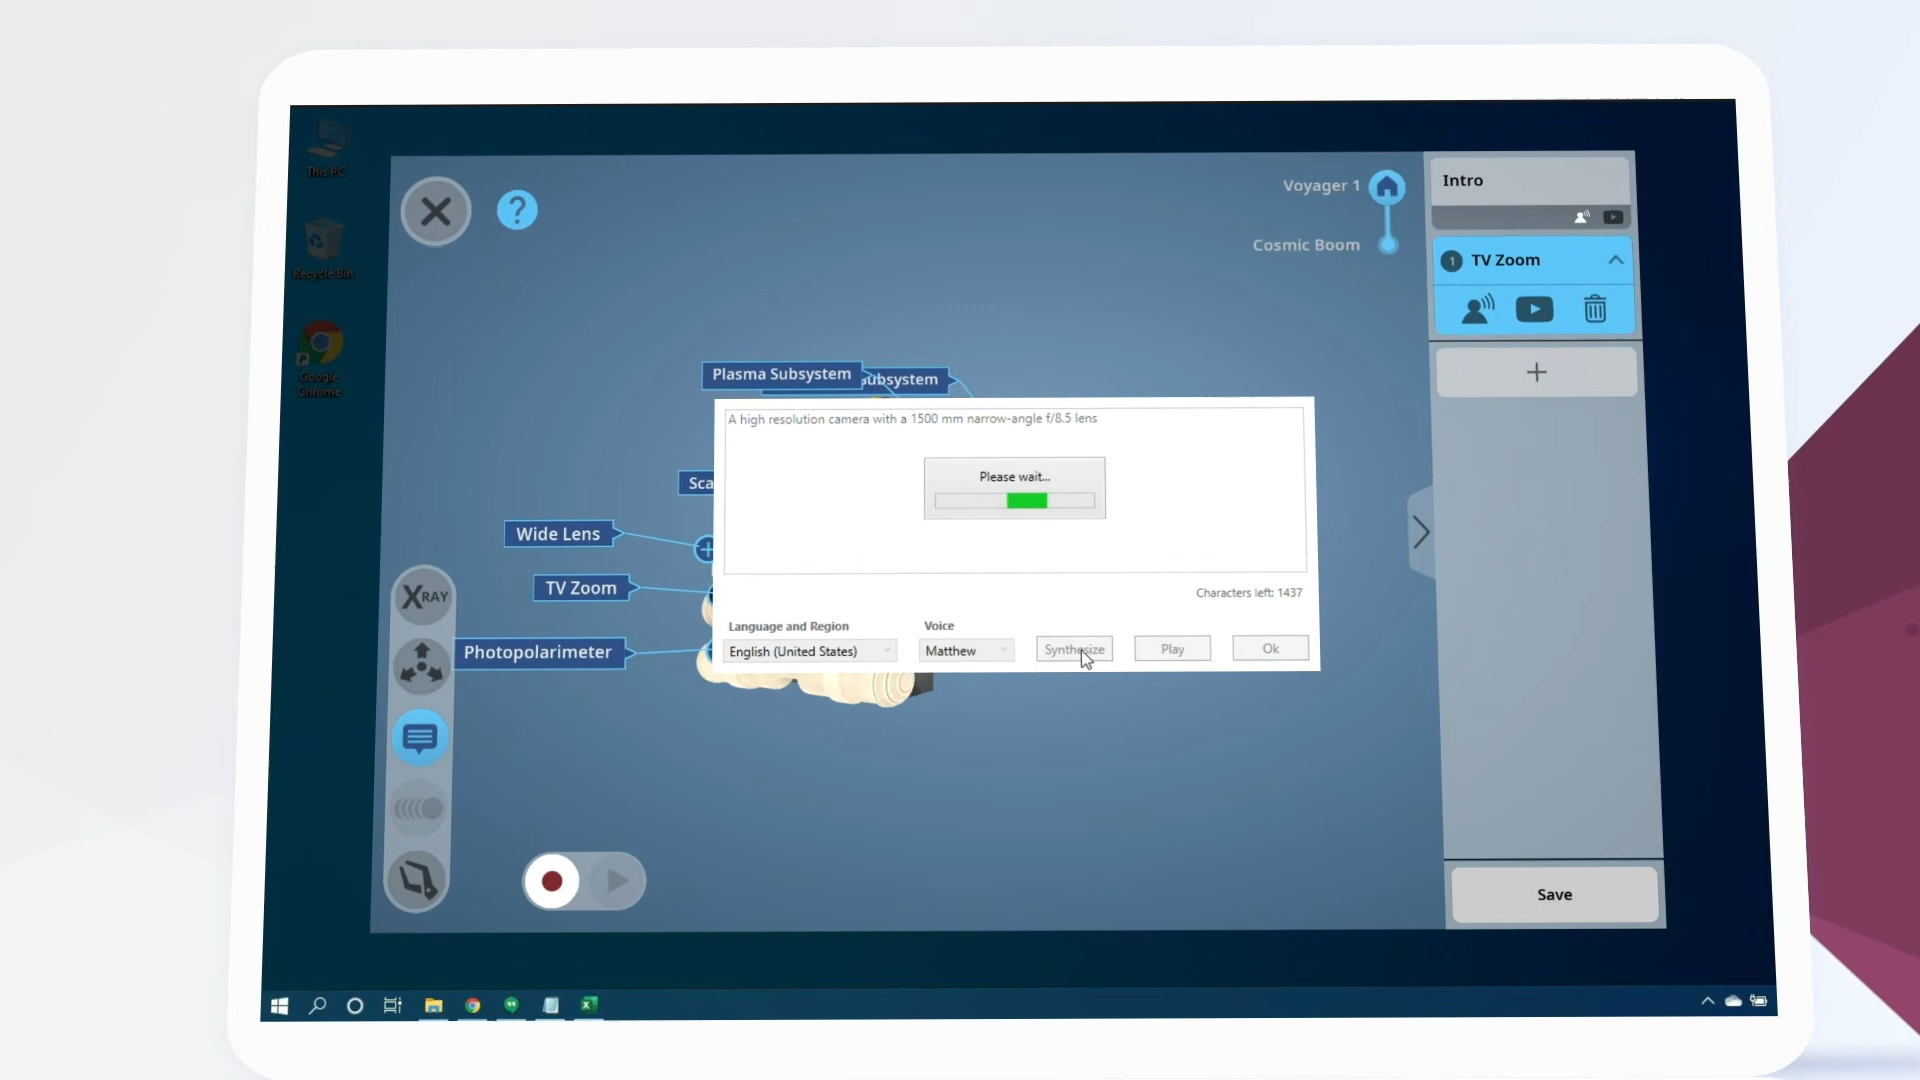 This PC
Recycle Bin
Google
Chrome
?
Voyager 1
Cosmic Boom
Intro
1 TV Zoom
Plasma Subsystem
ubsystem
Sca
Wide Lens
TV Zoom
Photopolarimeter
XRAY
A high resolution camera with a 1500 mm narrow-angle f/8.5 lens
Please wait...
Characters left: 1437
Language and Region
Voice
English (United States)
Matthew
Synthesize
Play
Ok
Save